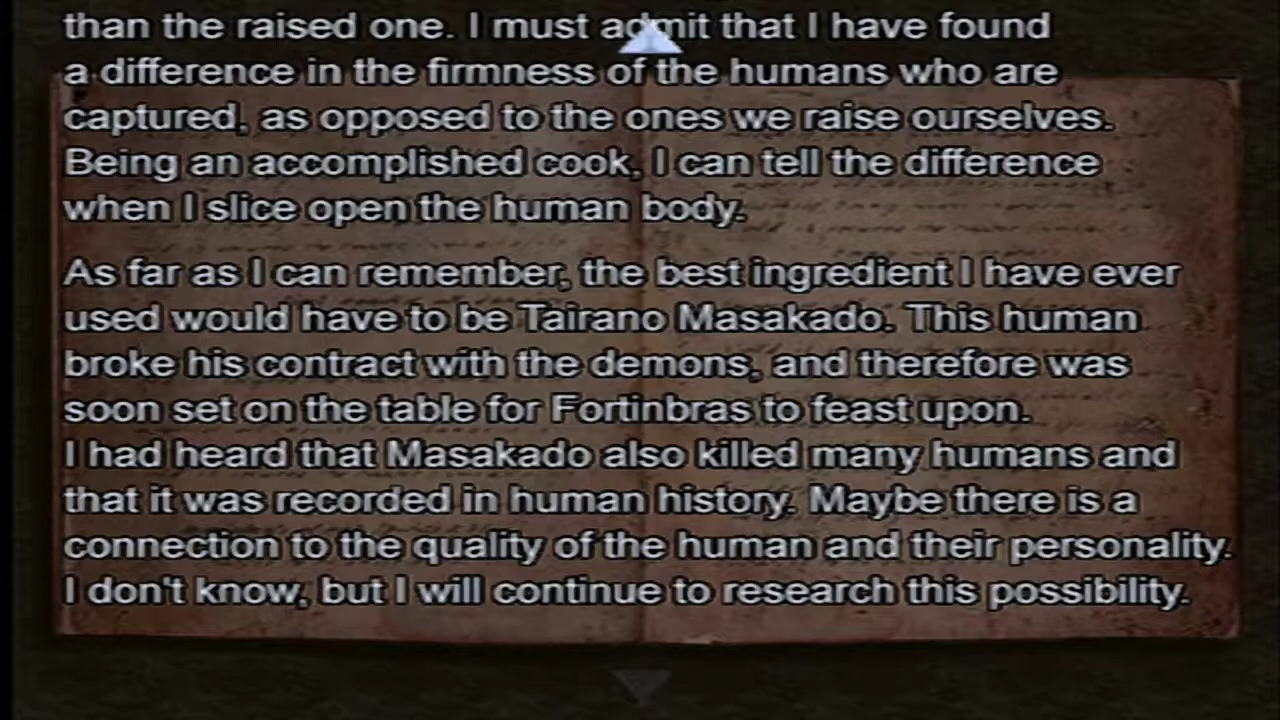 than the raised one. I must admit that I have found
a difference in the firmness of the humans who are
captured, as opposed to the ones we raise ourselves.
Being an accomplished cook, I can tell the difference
when I slice open the human body.
As far as I can remember, the best ingredient I have ever
used would have to be Tairano Masakado. This human
broke his contract with the demons, and therefore was
soon set on the table for Fortinbras to feast upon.
I had heard that Masakado also killed many humans and
that it was recorded in human history. Maybe there is a
connection to the quality of the human and their personality.
I don't know, but I will continue to research this possibility.